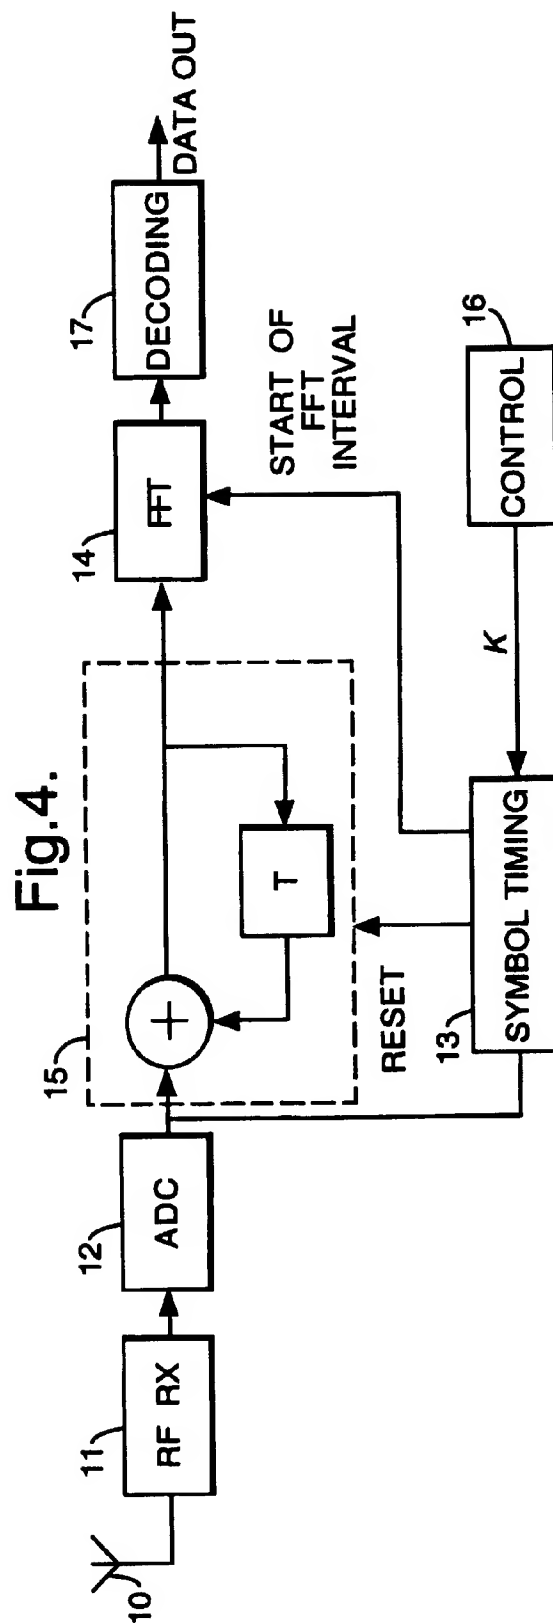 Fig.4.
10
11
RF RX
12
ADC
15
+
T
RESET
13
SYMBOL TIMING
K
16
CONTROL
START OF
FFT
INTERVAL
14
FFT
17
DECODING
DATA OUT